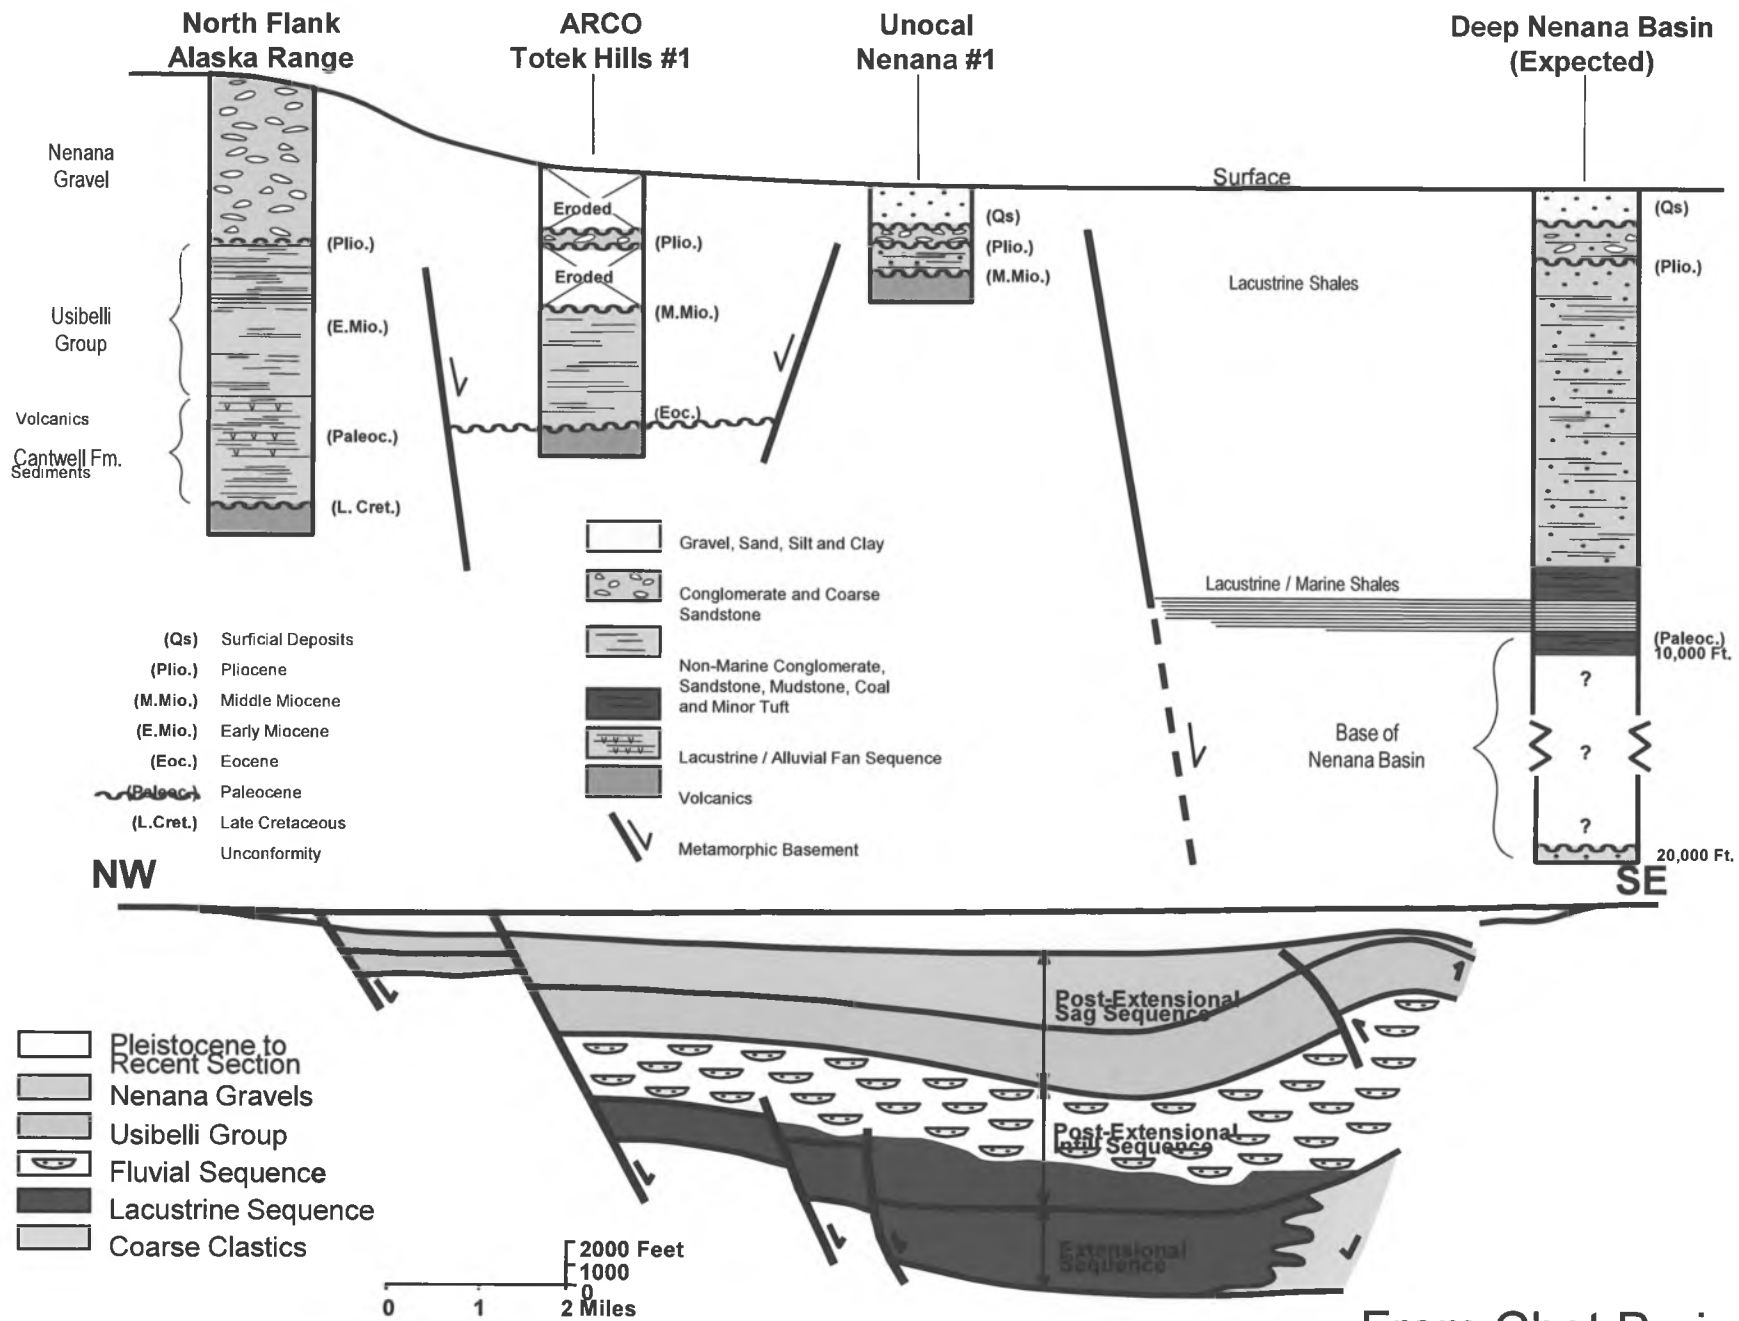 North Flank
Alaska Range
ARCO
Totek Hills #1
Unocal
Nenana #1
Deep Nenana Basin
(Expected)
Nenana
Gravel
Usibelli
Group
Volcanics
Cantwell Fm.
Sediments
(Plio.)
(E.Mio.)
(Paleoc.)
(L. Cret.)
Eroded
(Plio.)
Eroded
(M.Mio.)
(Eoc.)
(Qs)
(Plio.)
(M.Mio.)
Surface
Lacustrine Shales
Lacustrine / Marine Shales
(Qs)
(Plio.)
(Paleoc.)
10,000 Ft.
?
?
?
Base of
Nenana Basin
20,000 Ft.
(Qs) Surficial Deposits
(Plio.) Pliocene
(M.Mio.) Middle Miocene
(E.Mio.) Early Miocene
(Eoc.) Eocene
(Paleoc.) Paleocene
(L.Cret.) Late Cretaceous
Unconformity
Gravel, Sand, Silt and Clay
Conglomerate and Coarse
Sandstone
Non-Marine Conglomerate,
Sandstone, Mudstone, Coal
and Minor Tuft
Lacustrine / Alluvial Fan Sequence
Volcanics
Metamorphic Basement
NW
SE
Post-Extensional
Sag Sequence
Post-Extensional
Infill Sequence
Extensional
Sequence
Pleistocene to
Recent Section
Nenana Gravels
Usibelli Group
Fluvial Sequence
Lacustrine Sequence
Coarse Clastics
2000 Feet
1000
0
0 1 2 Miles